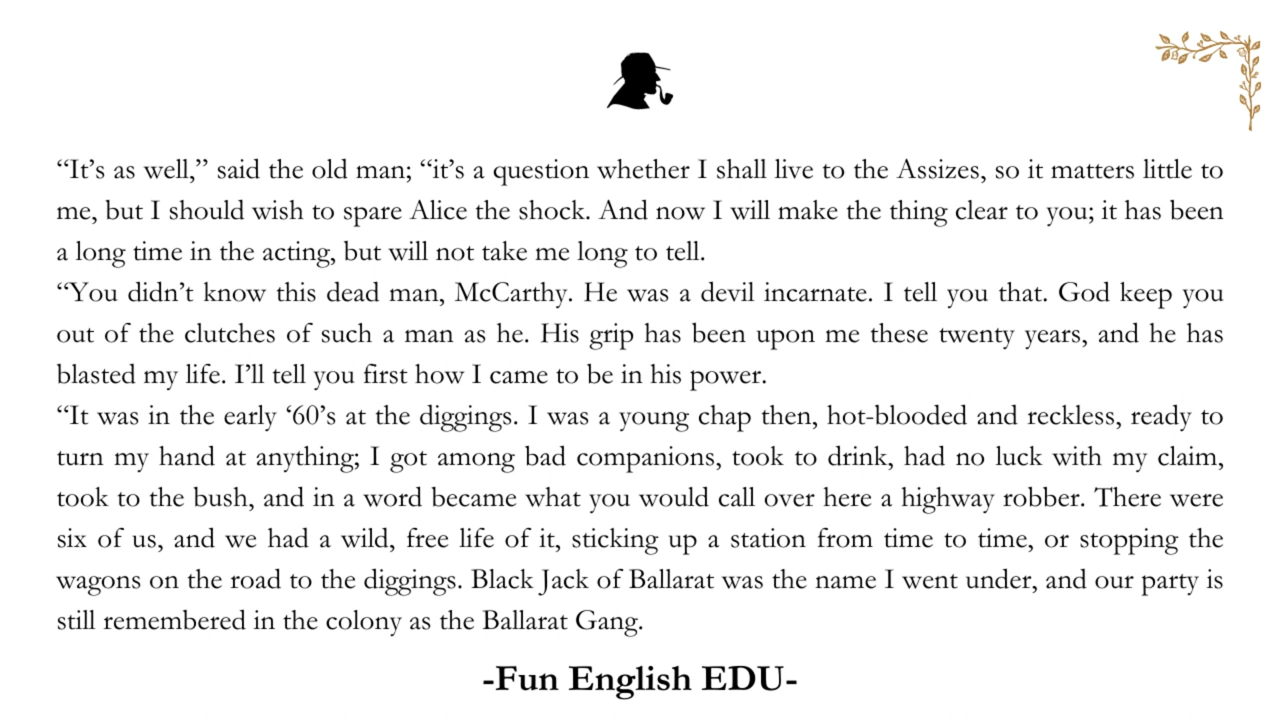 “It’s as well,” said the old man; “it’s a question whether I shall live to the Assizes, so it matters little to
me, but I should wish to spare Alice the shock. And now I will make the thing clear to you; it has been
a long time in the acting, but will not take me long to tell.
“You didn’t know this dead man, McCarthy. He was a devil incarnate. I tell you that. God keep you
out of the clutches of such a man as he. His grip has been upon me these twenty years, and he has
blasted my life. I’ll tell you first how I came to be in his power.
“It was in the early ‘60’s at the diggings. I was a young chap then, hot-blooded and reckless, ready to
turn my hand at anything; I got among bad companions, took to drink, had no luck with my claim,
took to the bush, and in a word became what you would call over here a highway robber. There were
six of us, and we had a wild, free life of it, sticking up a station from time to time, or stopping the
wagons on the road to the diggings. Black Jack of Ballarat was the name I went under, and our party is
still remembered in the colony as the Ballarat Gang.
-Fun English EDU-